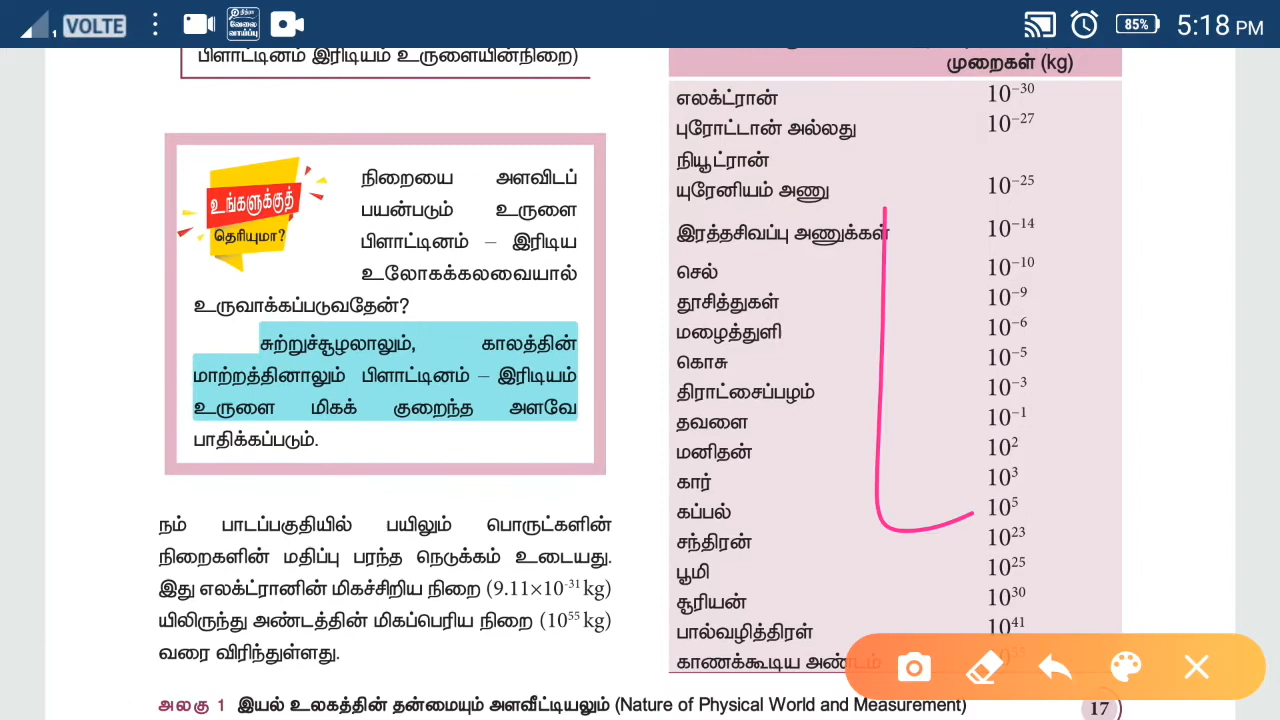 1 VOLTE 85% 5:18 PM
பிளாட்டினம் இரிடியம் உருளையின்நிறை)
உங்களுக்குத்
தெரியுமா?
நிறையை அளவிடப்
பயன்படும் உருளை
பிளாட்டினம் – இரிடிய
உலோகக்கலவையால்
உருவாக்கப்படுவதேன்?
சுற்றுச்சூழலாலும், காலத்தின்
மாற்றத்தினாலும் பிளாட்டினம் – இரிடியம்
உருளை மிகக் குறைந்த அளவே
பாதிக்கப்படும்.
நம் பாடப்பகுதியில் பயிலும் பொருட்களின்
நிறைகளின் மதிப்பு பரந்த நெடுக்கம் உடையது.
இது எலக்ட்ரானின் மிகச்சிறிய நிறை (9.11×10⁻³¹ kg)
யிலிருந்து அண்டத்தின் மிகப்பெரிய நிறை (10⁵⁵ kg)
வரை விரிந்துள்ளது.
முறைகள் (kg)
எலக்ட்ரான் 10⁻³⁰
புரோட்டான் அல்லது 10⁻²⁷
நியூட்ரான்
யுரேனியம் அணு 10⁻²⁵
இரத்தசிவப்பு அணுக்கள் 10⁻¹⁴
செல் 10⁻¹⁰
தூசித்துகள் 10⁻⁹
மழைத்துளி 10⁻⁶
கொசு 10⁻⁵
திராட்சைப்பழம் 10⁻³
தவளை 10⁻¹
மனிதன் 10²
கார் 10³
கப்பல் 10⁵
சந்திரன் 10²³
பூமி 10²⁵
சூரியன் 10³⁰
பால்வழித்திரள் 10⁴¹
காணக்கூடிய அண்டம்
அலகு 1 இயல் உலகத்தின் தன்மையும் அளவீட்டியலும் (Nature of Physical World and Measurement) 17